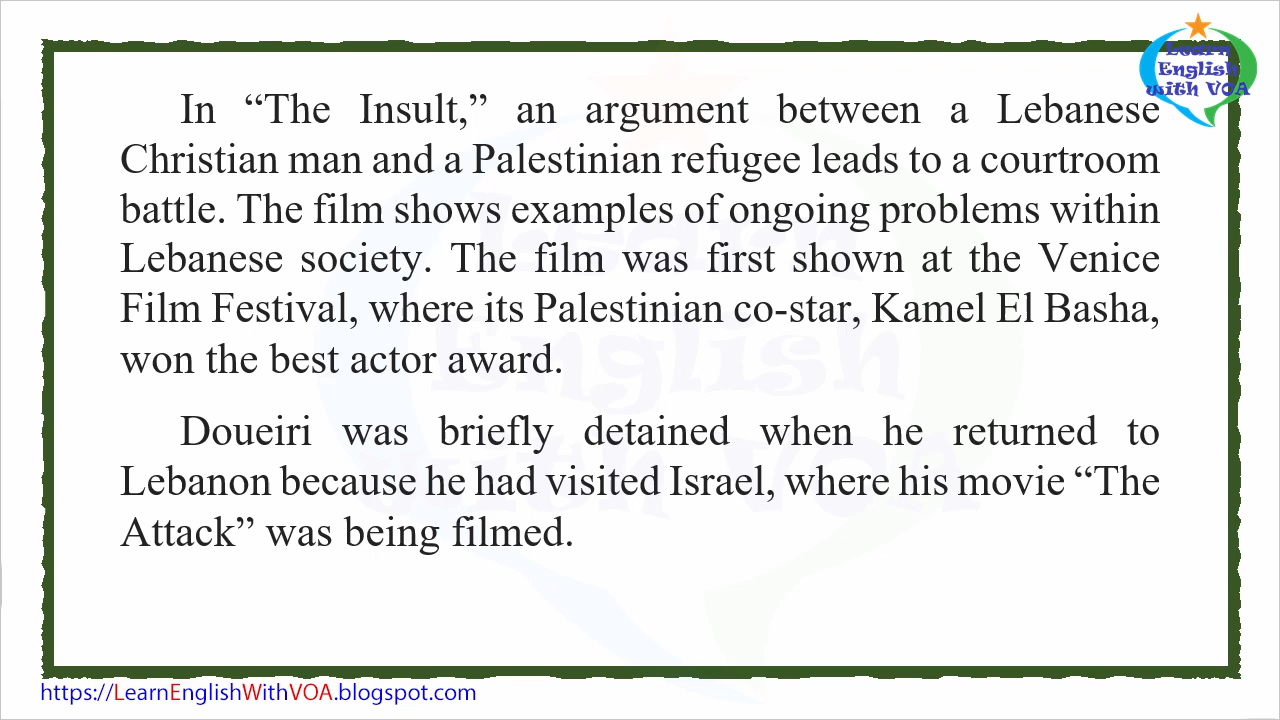 Learn
English
with VOA
In “The Insult,” an argument between a Lebanese
Christian man and a Palestinian refugee leads to a courtroom
battle. The film shows examples of ongoing problems within
Lebanese society. The film was first shown at the Venice
Film Festival, where its Palestinian co-star, Kamel El Basha,
won the best actor award.
Doueiri was briefly detained when he returned to
Lebanon because he had visited Israel, where his movie “The
Attack” was being filmed.
Learn
English
with VOA
https://LearnEnglishWithVOA.blogspot.com